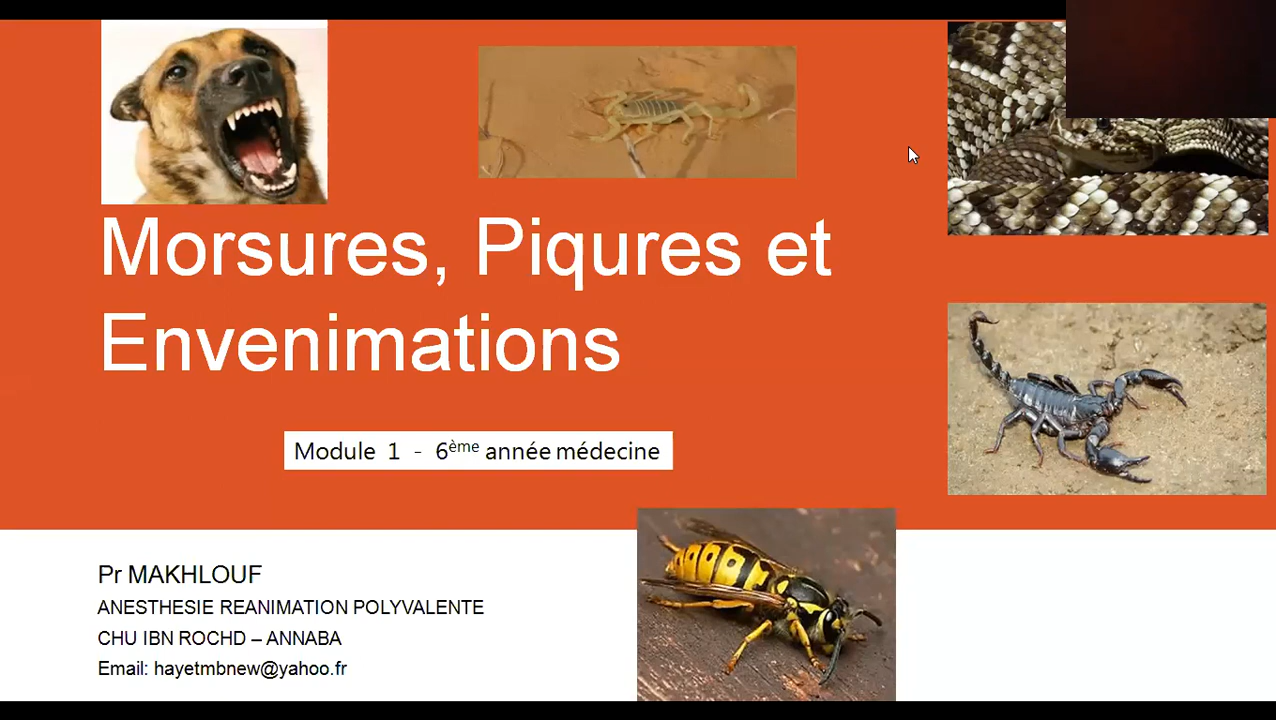 Morsures, Piqures et
Envenimations
Module 1 - 6ème année médecine
Pr MAKHLOUF
ANESTHESIE REANIMATION POLYVALENTE
CHU IBN ROCHD – ANNABA
Email: hayetmbnew@yahoo.fr